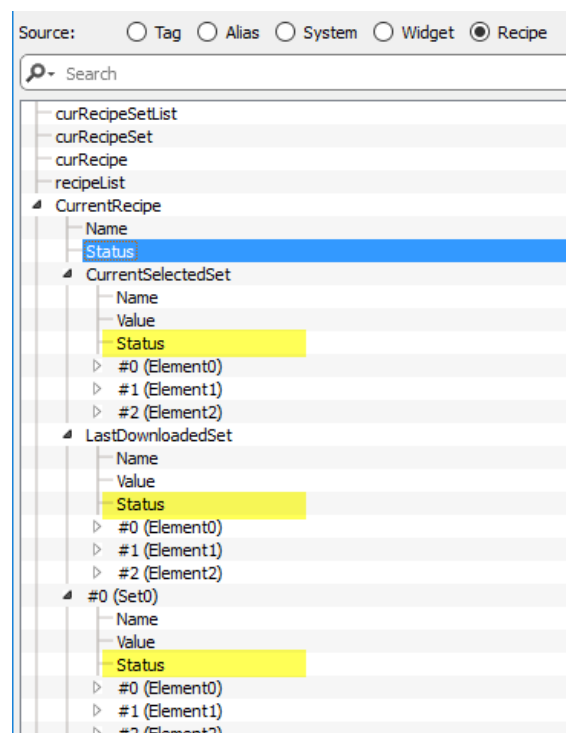 Source: Tag Alias System Widget Recipe
Search
curRecipeSetList
curRecipeSet
curRecipe
recipeList
CurrentRecipe
Name
Status
CurrentSelectedSet
Name
Value
Status
#0 (Element0)
#1 (Element1)
#2 (Element2)
LastDownloadedSet
Name
Value
Status
#0 (Element0)
#1 (Element1)
#2 (Element2)
#0 (Set0)
Name
Value
Status
#0 (Element0)
#1 (Element1)
#2 (Element2)